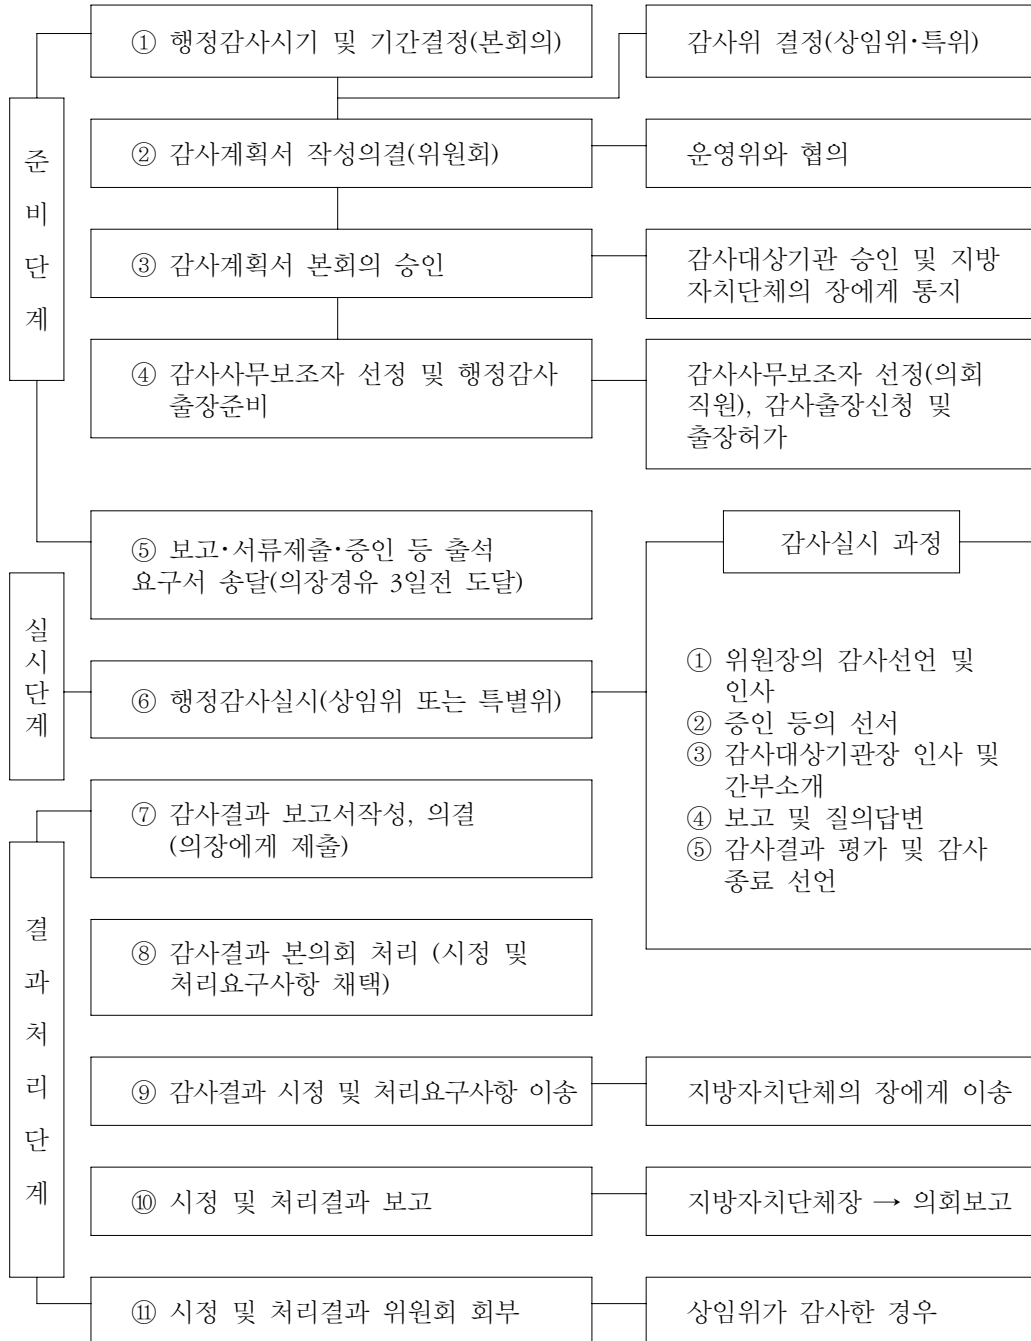 ① 행정감사시기 및 기간결정(본회의)
감사위 결정(상임위·특위)
준비단계
② 감사계획서 작성의결(위원회)
운영위와 협의
③ 감사계획서 본회의 승인
감사대상기관 승인 및 지방
자치단체의 장에게 통지
④ 감사사무보조자 선정 및 행정감사
출장준비
감사사무보조자 선정(의회
직원), 감사출장신청 및
출장허가
⑤ 보고·서류제출·증인 등 출석
요구서 송달(의장경유 3일전 도달)
실시단계
⑥ 행정감사실시(상임위 또는 특별위)
감사실시 과정
① 위원장의 감사선언 및
인사
② 증인 등의 선서
③ 감사대상기관장 인사 및
간부소개
④ 보고 및 질의답변
⑤ 감사결과 평가 및 감사
종료 선언
결과처리단계
⑦ 감사결과 보고서작성, 의결
(의장에게 제출)
⑧ 감사결과 본의회 처리 (시정 및
처리요구사항 채택)
⑨ 감사결과 시정 및 처리요구사항 이송
지방자치단체의 장에게 이송
⑩ 시정 및 처리결과 보고
지방자치단체장 → 의회보고
⑪ 시정 및 처리결과 위원회 회부
상임위가 감사한 경우